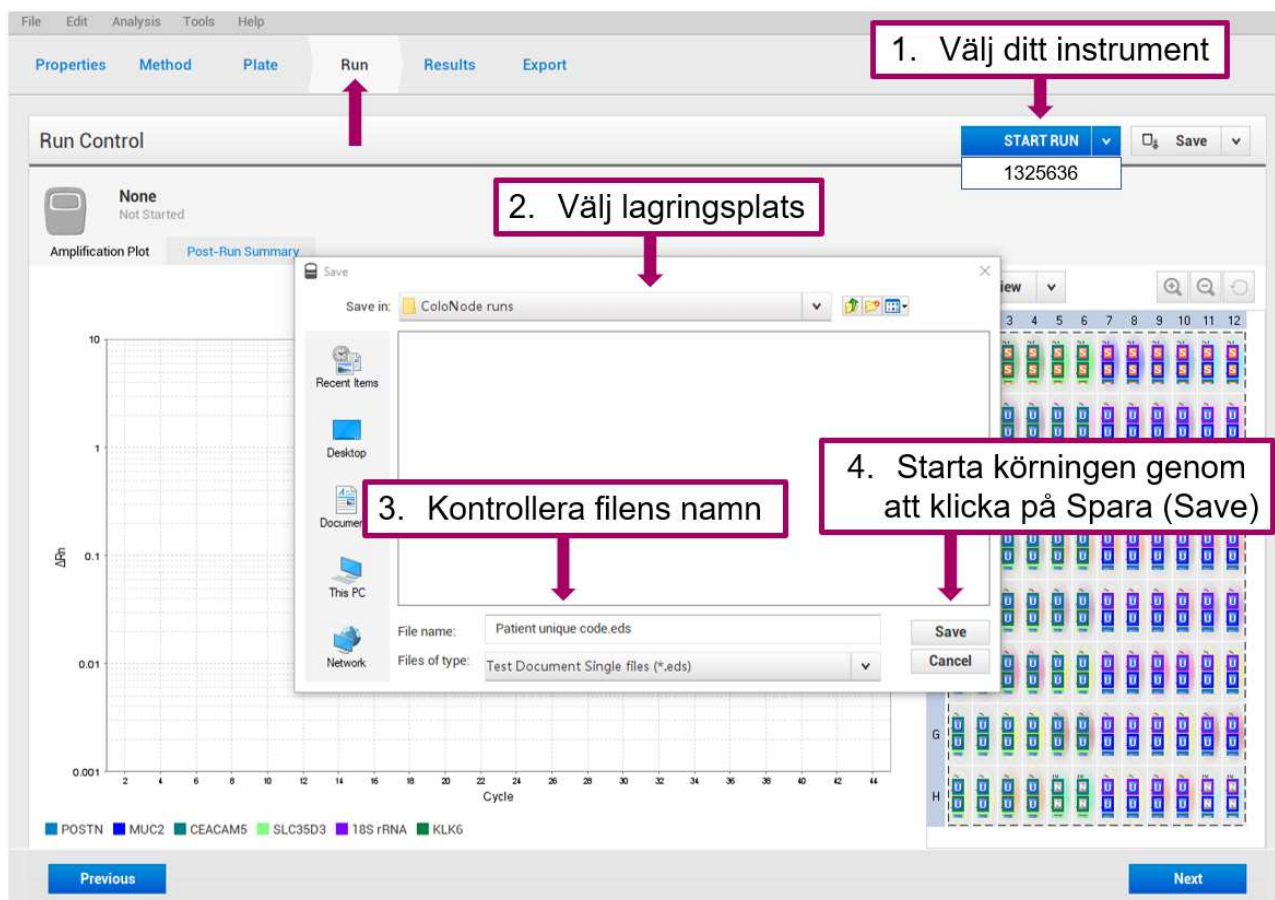 File Edit Analysis Tools Help
Properties Method Plate Run Results Export
1. Välj ditt instrument
Run Control
START RUN
Save
1325636
None
Not Started
2. Välj lagringsplats
Amplification Plot Post-Run Summary
Save
Save in: ColoNode runs
iew
3 4 5 6 7 8 9 10 11 12
Recent Items
Desktop
3. Kontrollera filens namn
4. Starta körningen genom
att klicka på Spara (Save)
This PC
Network
File name: Patient unique code.eds
Save
Files of type: Test Document Single files (*.eds)
Cancel
10
1
0.1
0.01
0.001
ΔRn
2 4 6 8 10 12 14 16 18 20 22 24 26 28 30 32 34 36 38 40 42 44
Cycle
G
H
POSTN MUC2 CEACAM5 SLC35D3 18S rRNA KLK6
Previous
Next